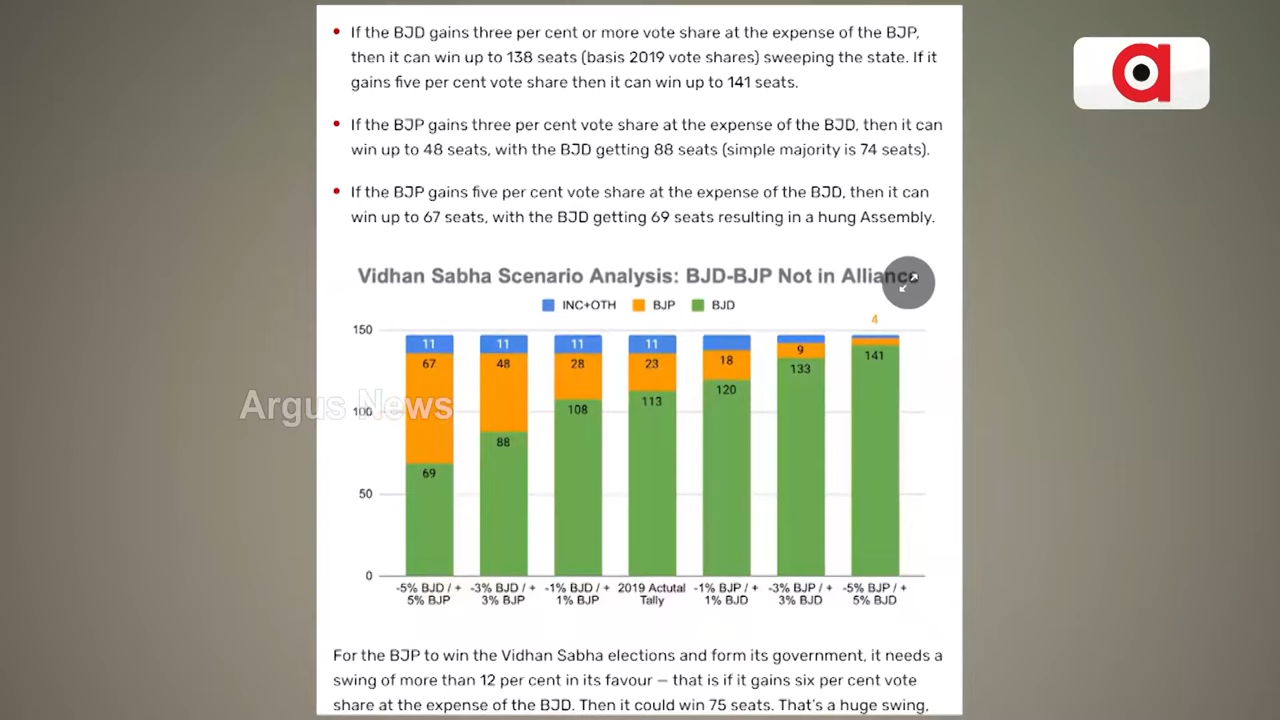 If the BJD gains three per cent or more vote share at the expense of the BJP,
then it can win up to 138 seats (basis 2019 vote shares) sweeping the state. If it
gains five per cent vote share then it can win up to 141 seats.
If the BJP gains three per cent vote share at the expense of the BJD, then it can
win up to 48 seats, with the BJD getting 88 seats (simple majority is 74 seats).
If the BJP gains five per cent vote share at the expense of the BJD, then it can
win up to 67 seats, with the BJD getting 69 seats resulting in a hung Assembly.
Vidhan Sabha Scenario Analysis: BJD-BJP Not in Alliance
INC+OTH BJP BJD
4
150
11 11 11 11
67 48 28 23 18 9 141
133
120
113
108
100
88
69
50
0
-5% BJD / + -3% BJD / + -1% BJD / + 2019 Actutal -1% BJP / + -3% BJP / + -5% BJP / +
5% BJP 3% BJP 1% BJP Tally 1% BJD 3% BJD 5% BJD
Argus News
a
For the BJP to win the Vidhan Sabha elections and form its government, it needs a
swing of more than 12 per cent in its favour — that is if it gains six per cent vote
share at the expense of the BJD. Then it could win 75 seats. That's a huge swing,